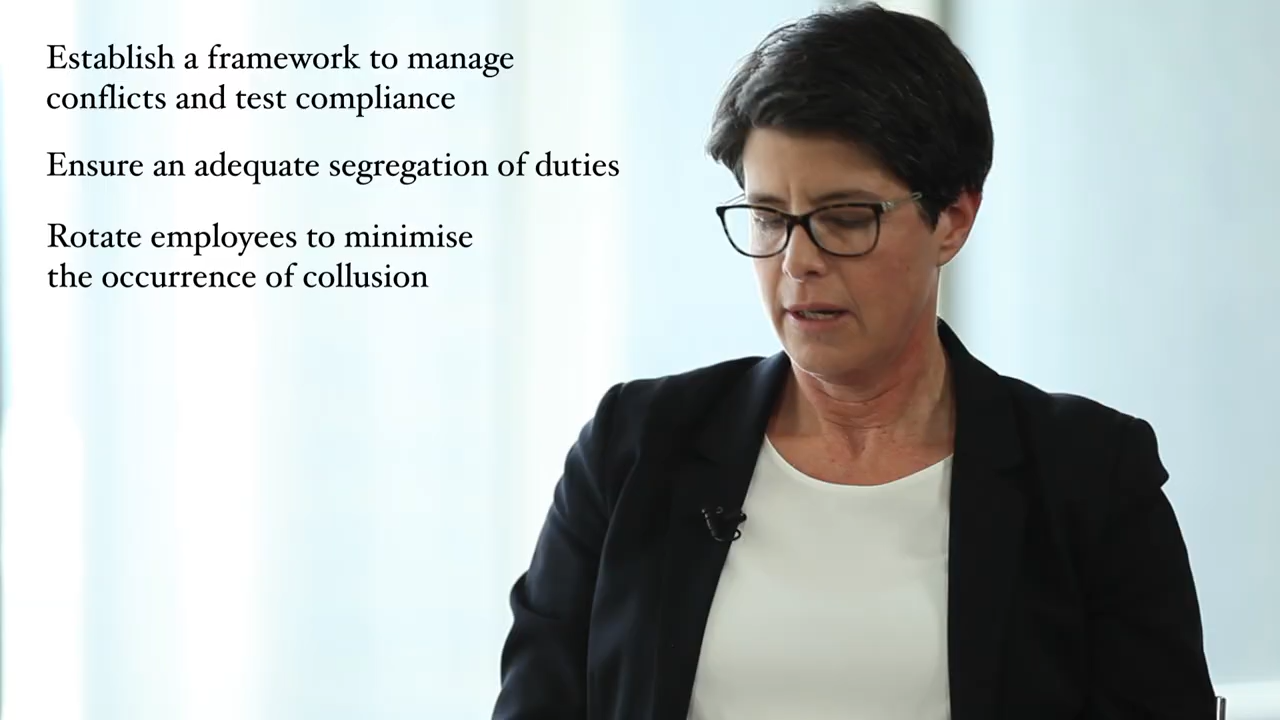 Establish a framework to manage
conflicts and test compliance
Ensure an adequate segregation of duties
Rotate employees to minimise
the occurrence of collusion